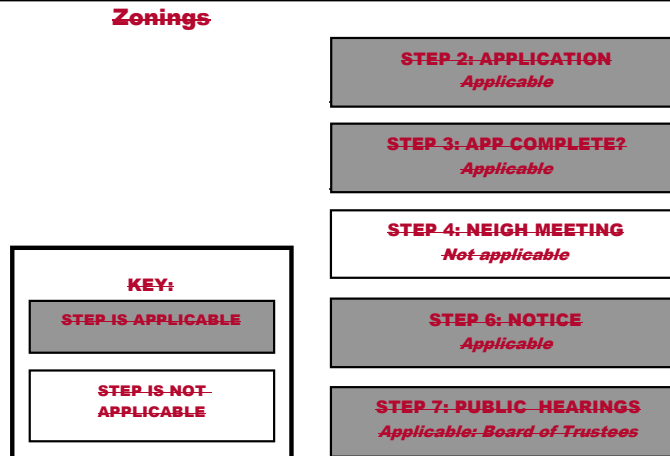 Zonings
STEP 2: APPLICATION
Applicable
STEP 3: APP COMPLETE?
Applicable
STEP 4: NEIGH MEETING
Not applicable
KEY:
STEP IS APPLICABLE
STEP IS NOT
APPLICABLE
STEP 6: NOTICE
Applicable
STEP 7: PUBLIC HEARINGS
Applicable: Board of Trustees